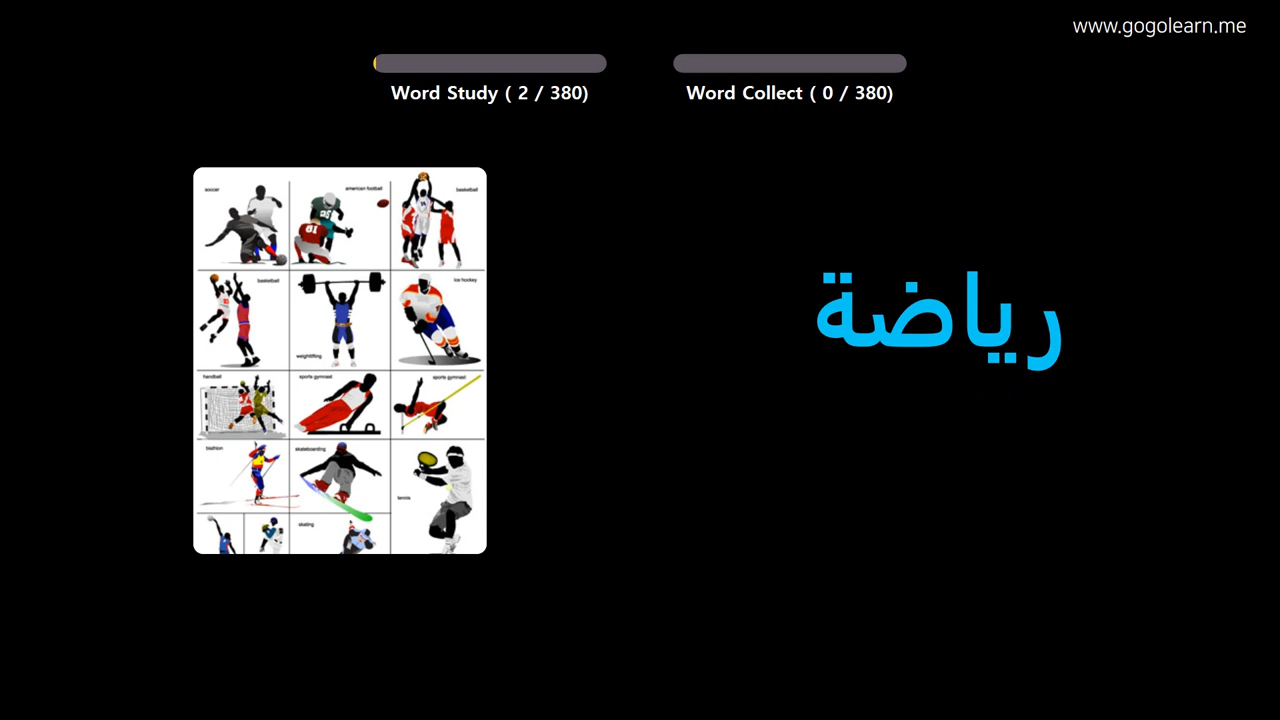 www.gogolearn.me
Word Study ( 2 / 380)
Word Collect ( 0 / 380)
soccer
american football
basketball
basketball
weightlifting
ice hockey
handball
sports gymnast
sports gymnast
biathlon
skateboarding
tennis
skating
رياضة